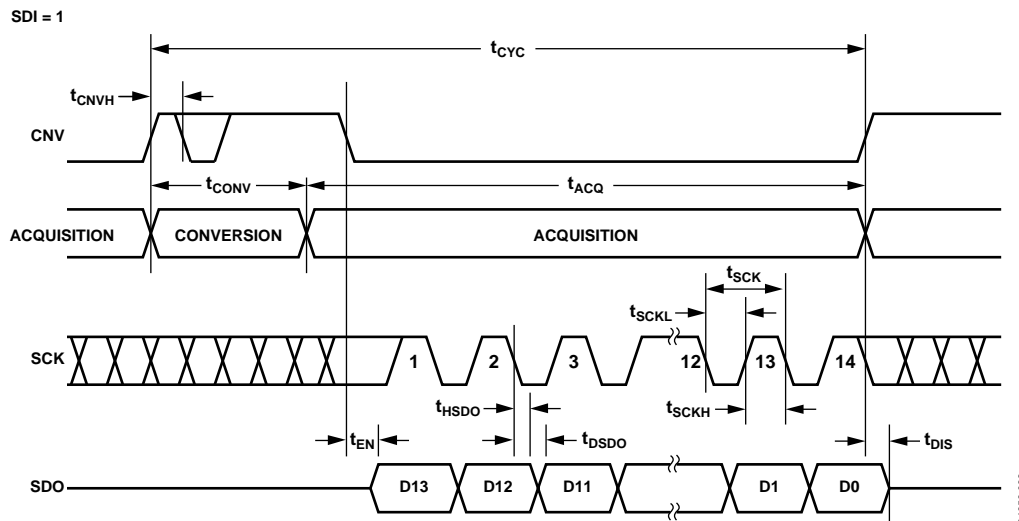 SDI = 1
tCYC
tCNVH
CNV
tCONV
tACQ
ACQUISITION
CONVERSION
ACQUISITION
tSCK
tSCKL
SCK
1
2
3
12
13
14
tHSDO
tSCKH
tEN
tDSDO
tDIS
SDO
D13
D12
D11
D1
D0